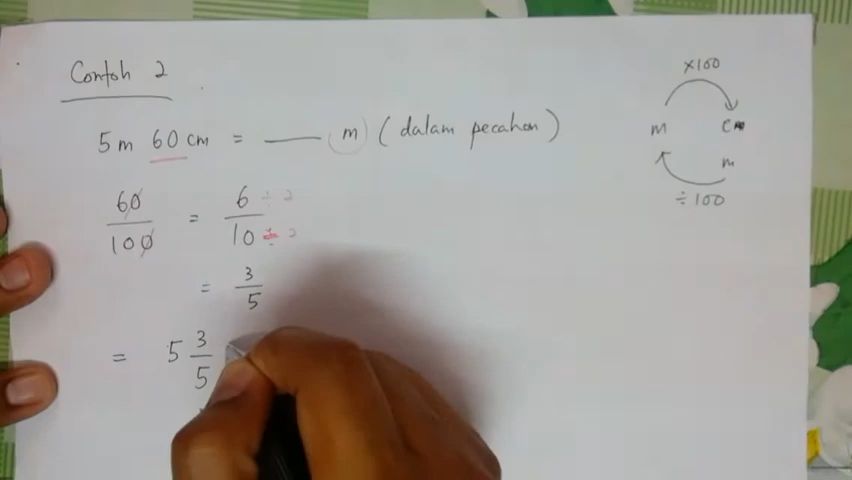 Contoh 2
5 m 60 cm = ___ m (dalam pecahan)
60/100 = 6 ÷ 2/10 ÷ 2
= 3/5
= 5 3/5
×100
m cm
m
÷100